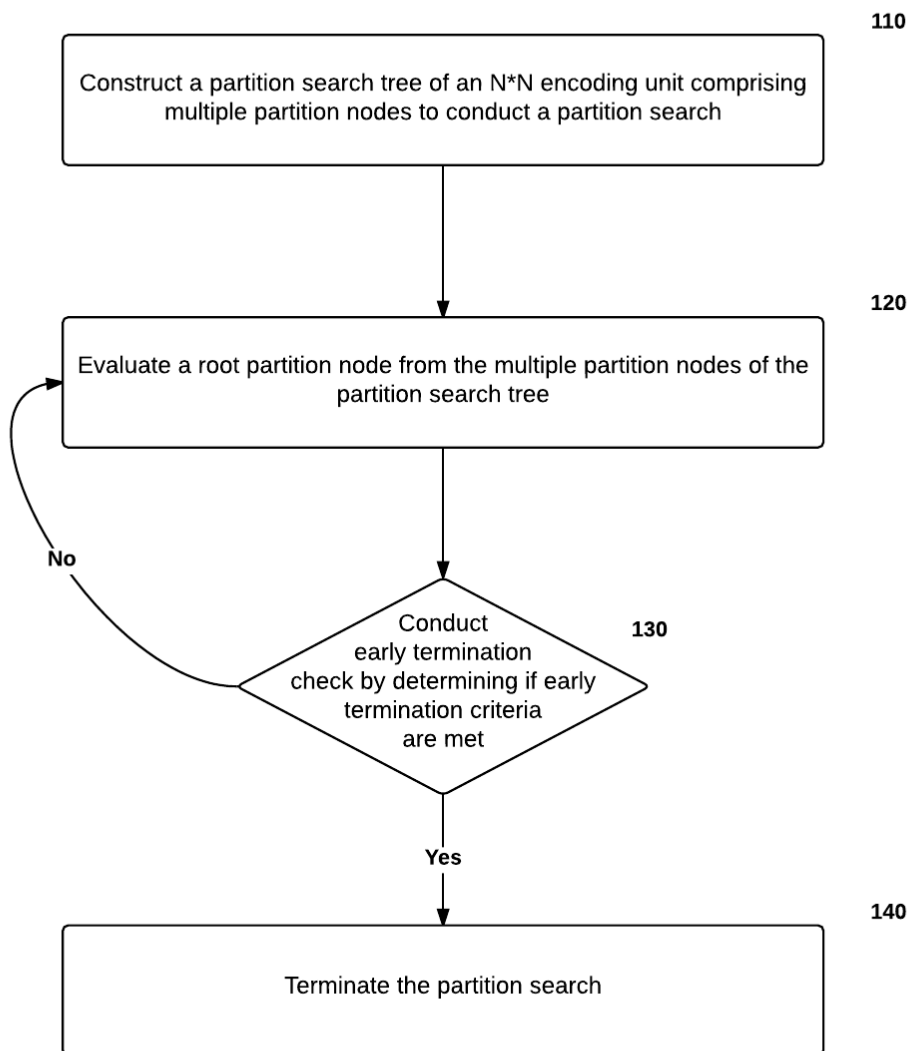 110
Construct a partition search tree of an N*N encoding unit comprising
multiple partition nodes to conduct a partition search
120
Evaluate a root partition node from the multiple partition nodes of the
partition search tree
No
Conduct
130
early termination
check by determining if early
termination criteria
are met
Yes
140
Terminate the partition search